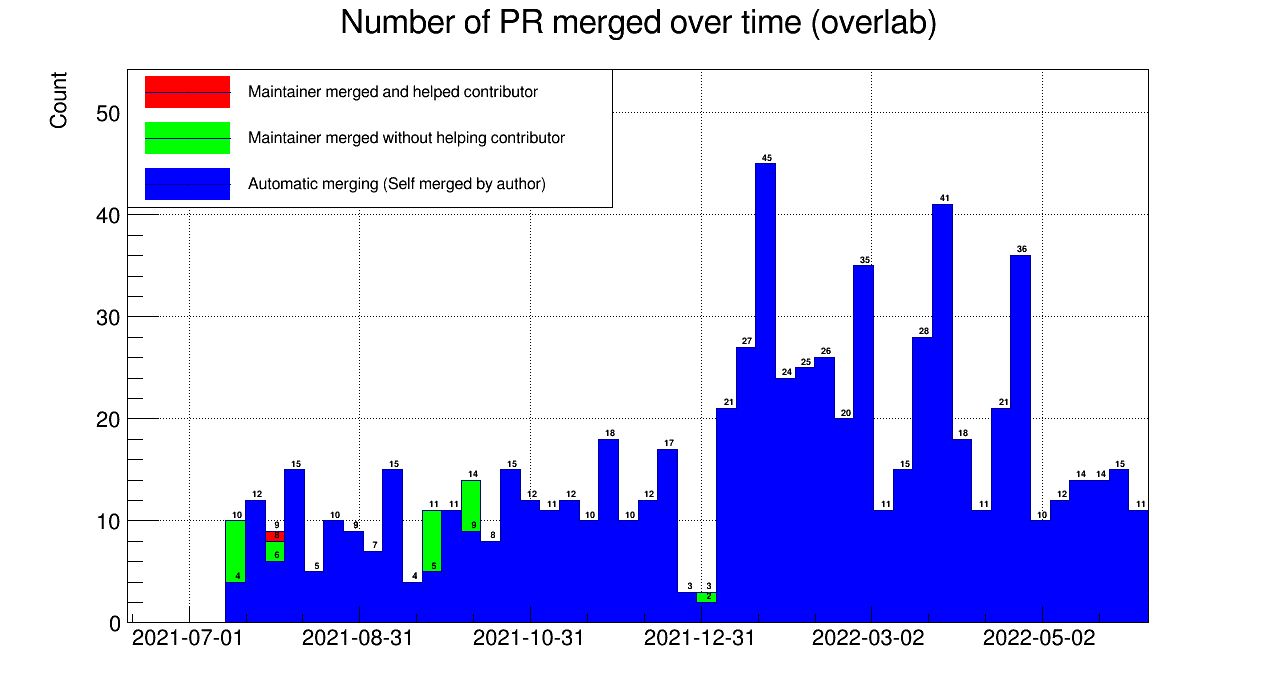 Number of PR merged over time (overlab)
Count
Maintainer merged and helped contributor
Maintainer merged without helping contributor
Automatic merging (Self merged by author)
50
40
30
20
10
0
10 4 12 9 8 6 15 5 10 9 7 15 4 11 5 11 14 9 8 15 12 11 12 10 18 10 12 17 3 3 2 21 27 45 24 25 26 20 35 11 15 28 41 18 11 21 36 10 12 14 14 15 11
2021-07-01 2021-08-31 2021-10-31 2021-12-31 2022-03-02 2022-05-02